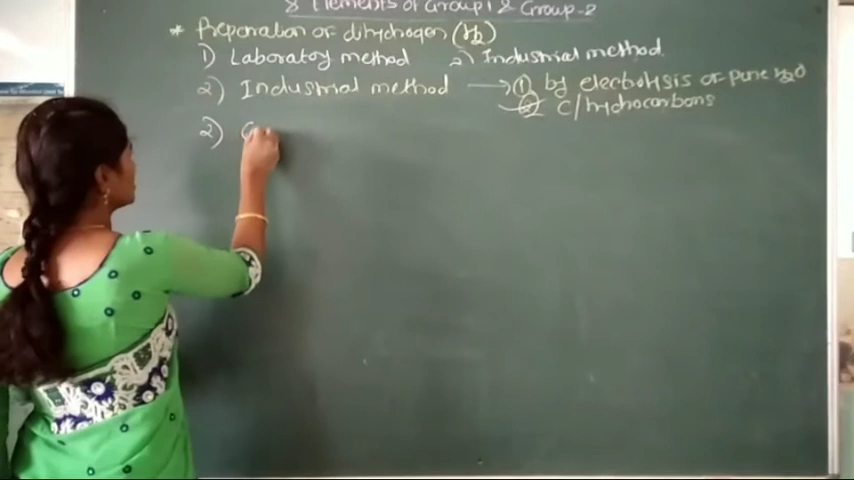 & Elements of Group 1 & Group-2
* Preparation of dihydrogen (H2)
1) Laboratory method 2) Industrial method
2) Industrial method → ① by electrolysis of pure H2O
② C/hydrocarbons
2) C